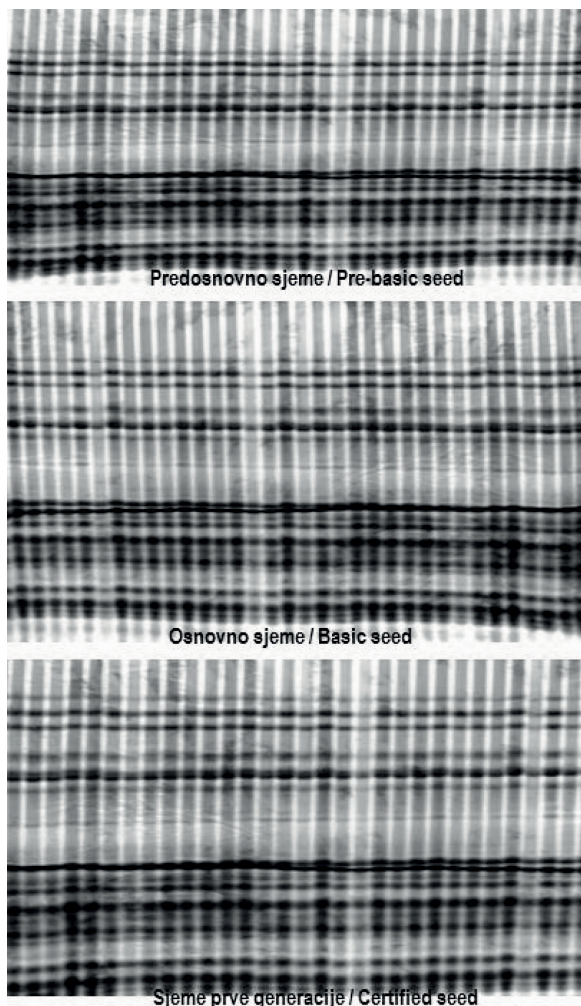 Predosnovno sjeme / Pre-basic seed
Osnovno sjeme / Basic seed
Sjeme prve generacije / Certified seed